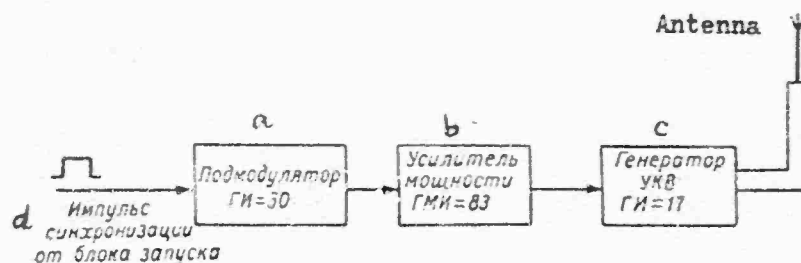 Antenna
a
b
c
Подмодулятор
ГИ=30
Усилитель
мощности
ГМИ=83
Генератор
УКВ
ГИ=17
d
Импульс
синхронизации
от блока запуска